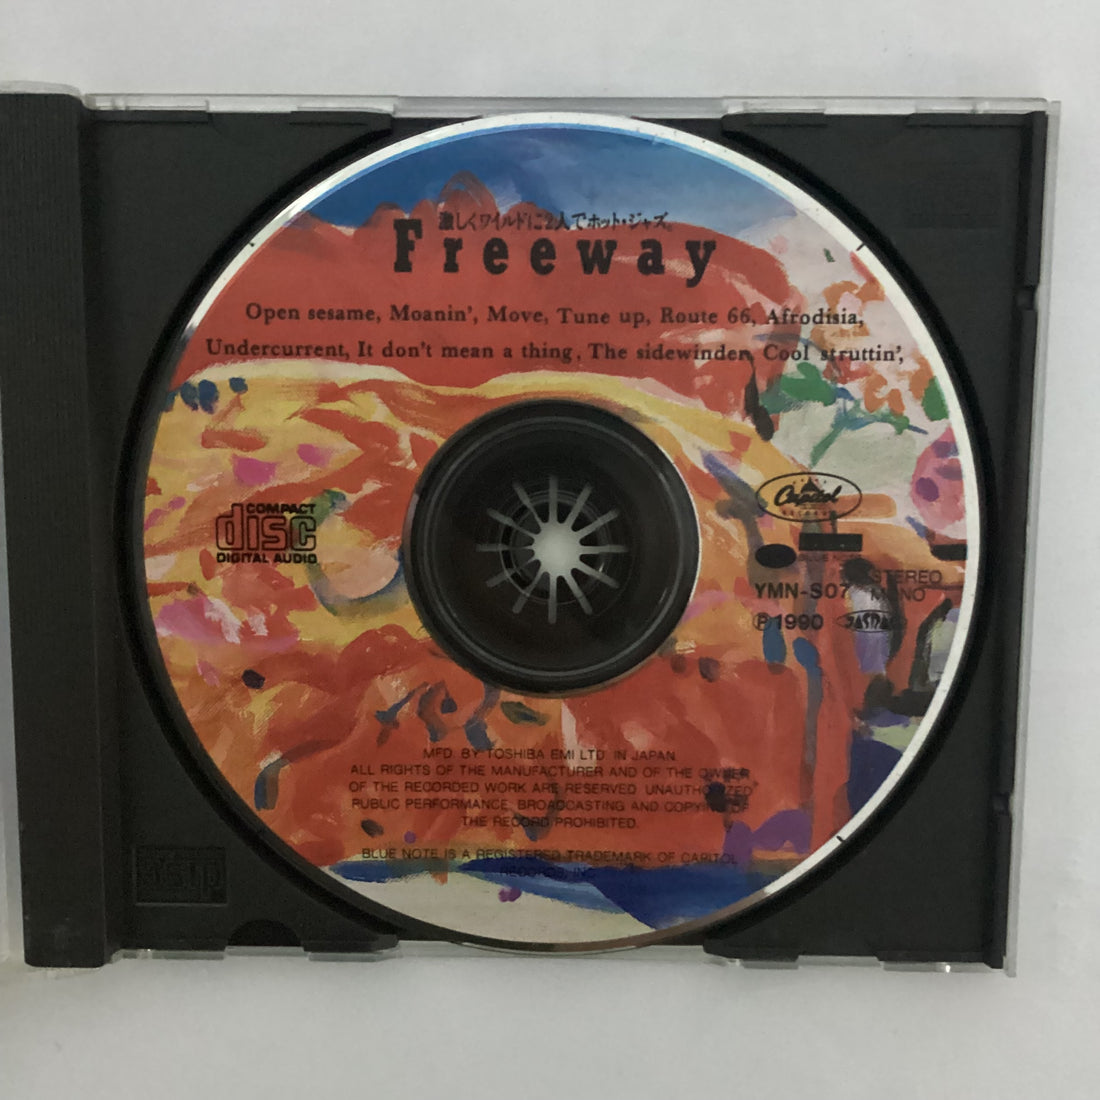 激しくワイルドに2人でホット・ジャズ。
Freeway
Open sesame, Moanin', Move, Tune up, Route 66, Afrodisia,
Undercurrent, It don't mean a thing, The sidewinder, Cool struttin',
COMPACT
disc
DIGITAL AUDIO
Capitol
YMN-S07
STEREO
MONO
Ⓟ1990
JASRAC
MFD. BY TOSHIBA EMI LTD. IN JAPAN.
ALL RIGHTS OF THE MANUFACTURER AND OF THE OWNER
OF THE RECORDED WORK ARE RESERVED. UNAUTHORIZED
PUBLIC PERFORMANCE, BROADCASTING AND COPYING OF
THE RECORD PROHIBITED.
BLUE NOTE IS A REGISTERED TRADEMARK OF CAPITOL
RECORDS, INC.